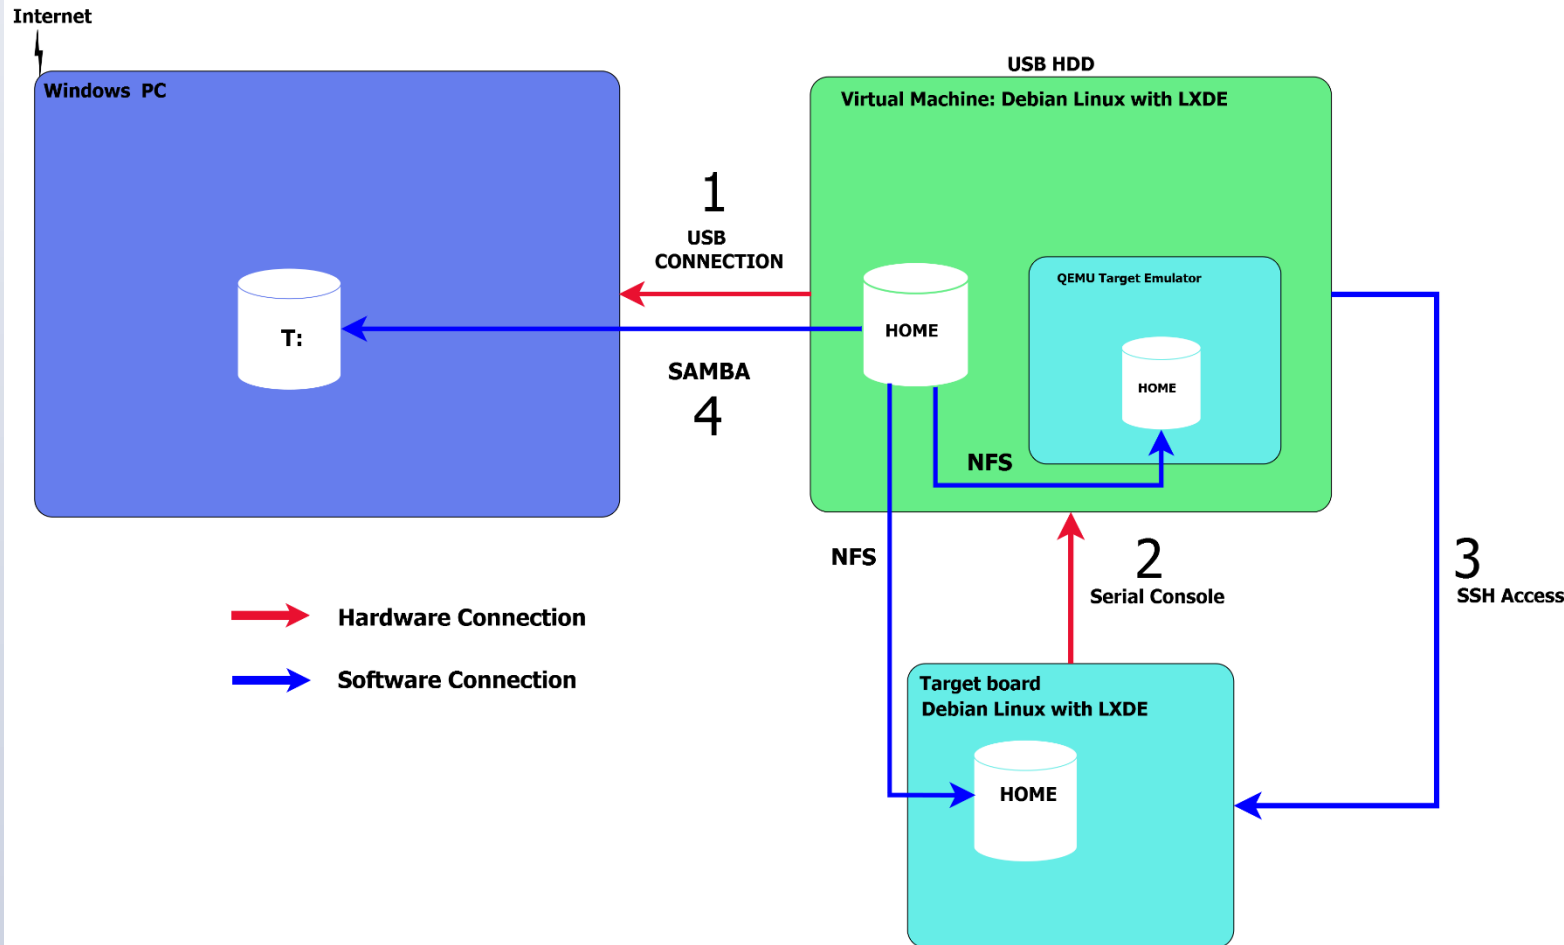 Internet
Windows  PC
T:
1
USB
CONNECTION
SAMBA
4
USB HDD
Virtual Machine: Debian Linux with LXDE
HOME
QEMU Target Emulator
HOME
NFS
NFS
2
Serial Console
3
SSH Access
Hardware Connection
Software Connection
Target board
Debian Linux with LXDE
HOME